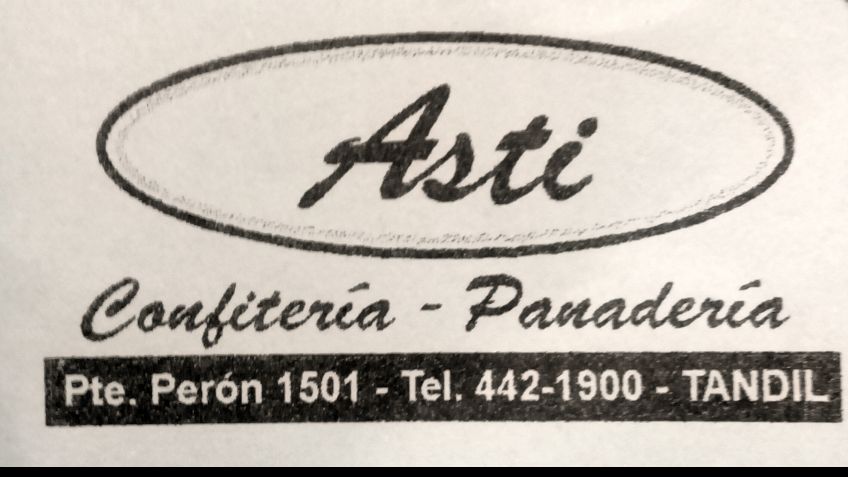 Asti
Confitería - Panadería
Pte. Perón 1501 - Tel. 442-1900 - TANDIL